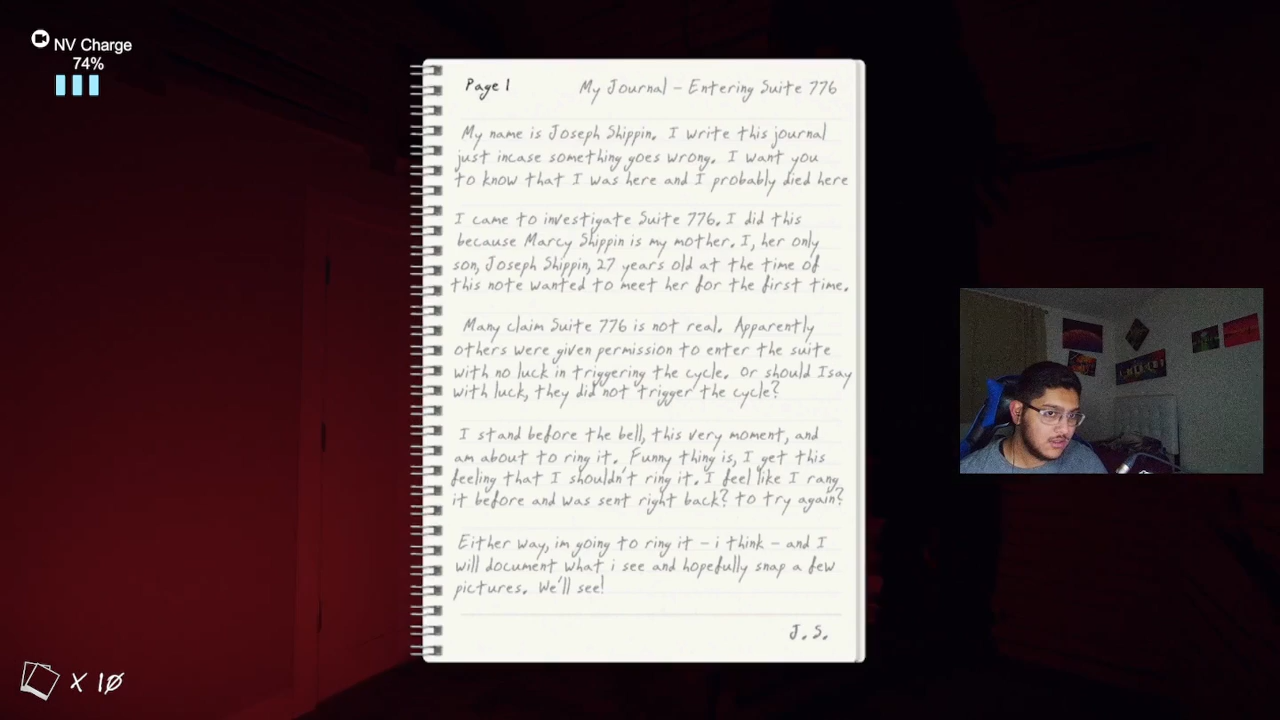 NV Charge
74%
Page 1
My Journal - Entering Suite 776
My name is Joseph Shippin. I write this journal
just incase something goes wrong. I want you
to know that I was here and I probably died here
I came to investigate Suite 776. I did this
because Marcy Shippin is my mother. I, her only
son, Joseph Shippin, 27 years old at the time of
this note wanted to meet her for the first time.
Many claim Suite 776 is not real. Apparently
others were given permission to enter the suite
with no luck in triggering the cycle. Or should I say
with luck, they did not trigger the cycle?
I stand before the bell, this very moment, and
am about to ring it. Funny thing is, I get this
feeling that I shouldn't ring it. I feel like I rang
it before and was sent right back? to try again?
Either way, im going to ring it - i think - and I
will document what i see and hopefully snap a few
pictures. We'll see!
J.S.
X 10